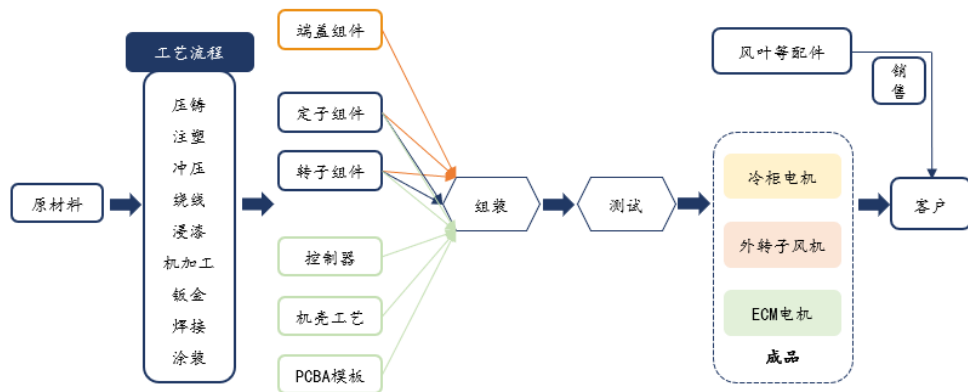 原材料
工艺流程
压铸
注塑
冲压
绕线
浸漆
机加工
钣金
焊接
涂装
端盖组件
定子组件
转子组件
控制器
机壳工艺
PCBA模板
组装
测试
风叶等配件
销
售
冷柜电机
外转子风机
ECM电机
成品
客户